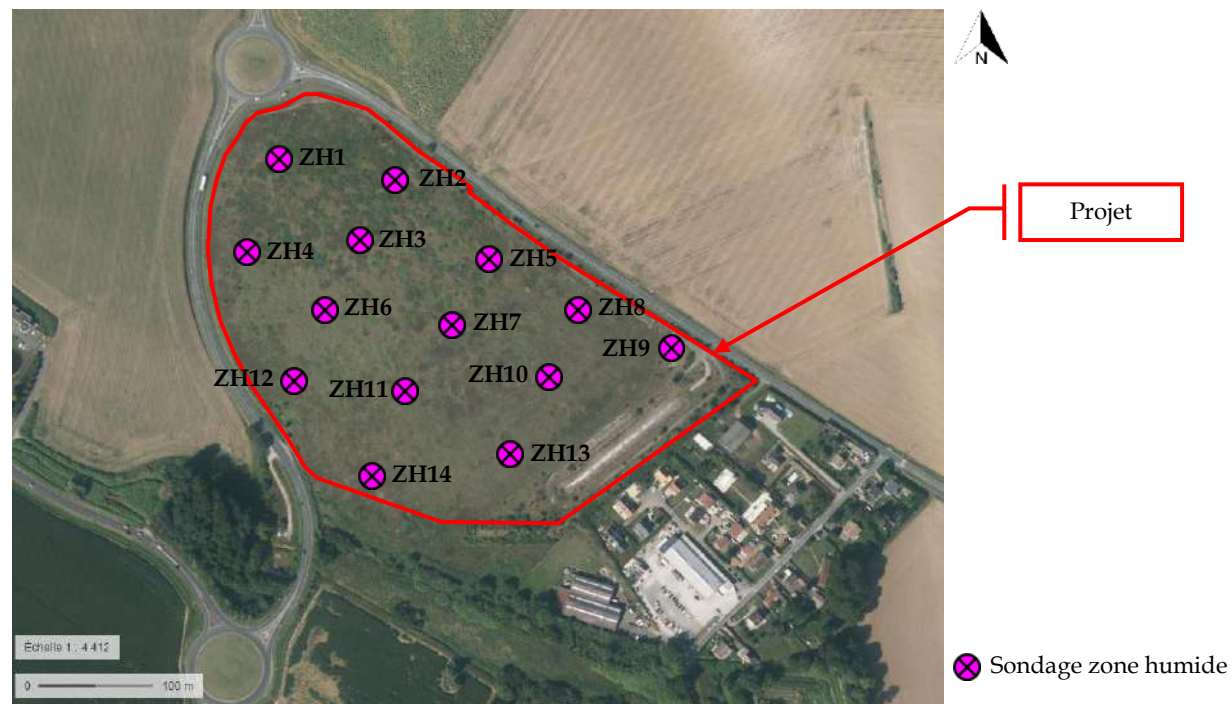 N
ZH1
ZH2
ZH3
ZH4
ZH5
ZH6
ZH7
ZH8
ZH9
ZH10
ZH11
ZH12
ZH13
ZH14
Projet
Échelle 1 : 4 412
0 100 m
Sondage zone humide